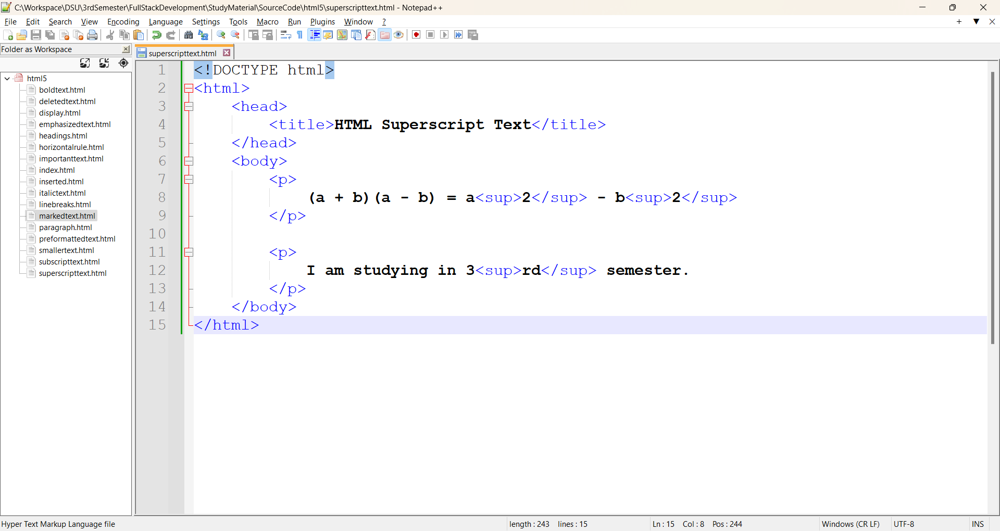 C:\Workspace\DSU\3rdSemester\FullStackDevelopment\StudyMaterial\SourceCode\html5\superscripttext.html - Notepad++
File Edit Search View Encoding Language Settings Tools Macro Run Plugins Window ?
Folder as Workspace
superscripttext.html
html5
boldtext.html
deletedtext.html
display.html
emphasizedtext.html
headings.html
horizontalrule.html
importanttext.html
index.html
inserted.html
italictext.html
linebreaks.html
markedtext.html
paragraph.html
preformattedtext.html
smallertext.html
subscripttext.html
superscripttext.html
1 <!DOCTYPE html>
2 <html>
3 <head>
4 <title>HTML Superscript Text</title>
5 </head>
6 <body>
7 <p>
8 (a + b)(a - b) = a<sup>2</sup> - b<sup>2</sup>
9 </p>
10
11 <p>
12 I am studying in 3<sup>rd</sup> semester.
13 </p>
14 </body>
15 </html>
Hyper Text Markup Language file length : 243 lines : 15 Ln : 15 Col : 8 Pos : 244 Windows (CR LF) UTF-8 INS